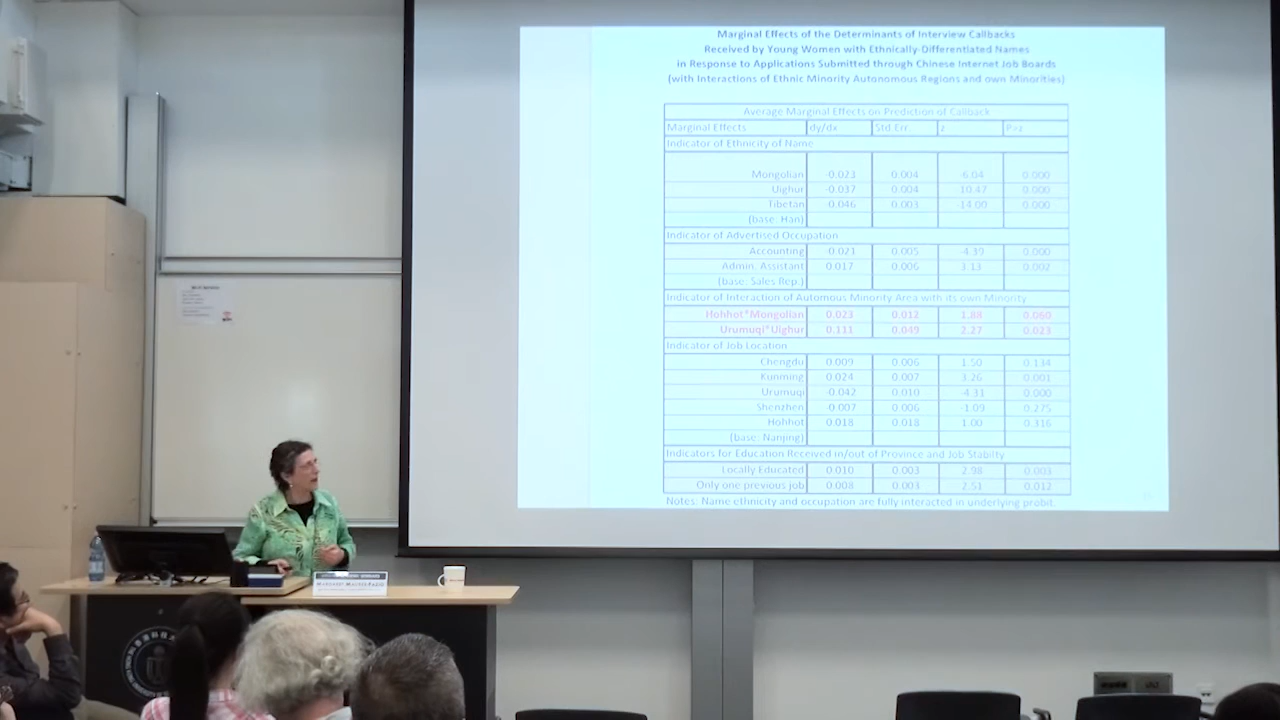 Marginal Effects of the Determinants of Interview Callbacks
Received by Young Women with Ethnically-Differentiated Names
in Response to Applications Submitted through Chinese Internet Job Boards
(with Interactions of Ethnic Minority Autonomous Regions and own Minorities)
Average Marginal Effects on Prediction of Callback
Marginal Effects dy/dx Std.Err. z P>z
Indicator of Ethnicity of Name
Mongolian -0.023 0.004 -6.04 0.000
Uighur -0.037 0.004 -10.47 0.000
Tibetan -0.046 0.003 -14.00 0.000
(base: Han)
Indicator of Advertised Occupation
Accounting -0.021 0.005 -4.39 0.000
Admin. Assistant 0.017 0.006 3.13 0.002
(base: Sales Rep.)
Indicator of Interaction of Automous Minority Area with its own Minority
Hohhot*Mongolian 0.023 0.012 1.88 0.060
Urumuqi*Uighur 0.111 0.049 2.27 0.023
Indicator of Job Location
Chengdu 0.009 0.006 1.50 0.134
Kunming 0.024 0.007 3.26 0.001
Urumuqi -0.042 0.010 -4.31 0.000
Shenzhen -0.007 0.006 -1.09 0.275
Hohhot 0.018 0.018 1.00 0.316
(base: Nanjing)
Indicators for Education Received in/out of Province and Job Stabilty
Locally Educated 0.010 0.003 2.98 0.003
Only one previous job 0.008 0.003 2.51 0.012
Notes: Name ethnicity and occupation are fully interacted in underlying probit.